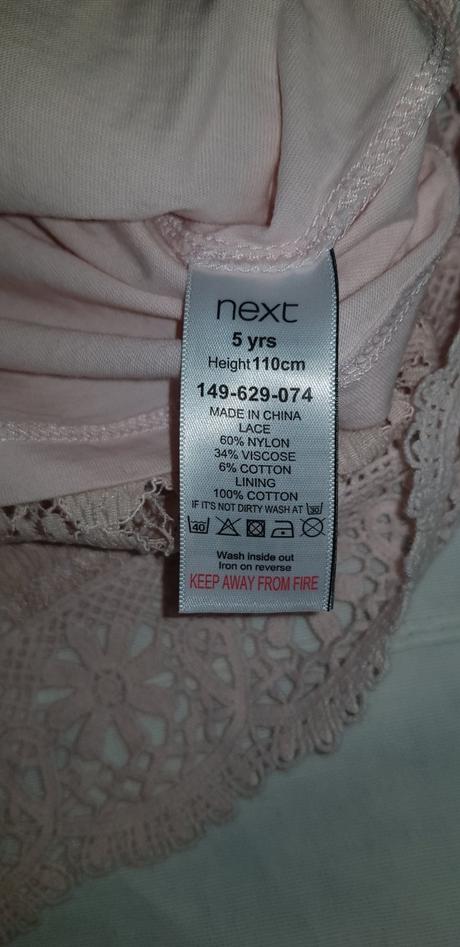 next
5 yrs
Height 110cm
149-629-074
MADE IN CHINA
LACE
60% NYLON
34% VISCOSE
6% COTTON
LINING
100% COTTON
IF IT'S NOT DIRTY WASH AT 30
40
Wash inside out
Iron on reverse
KEEP AWAY FROM FIRE